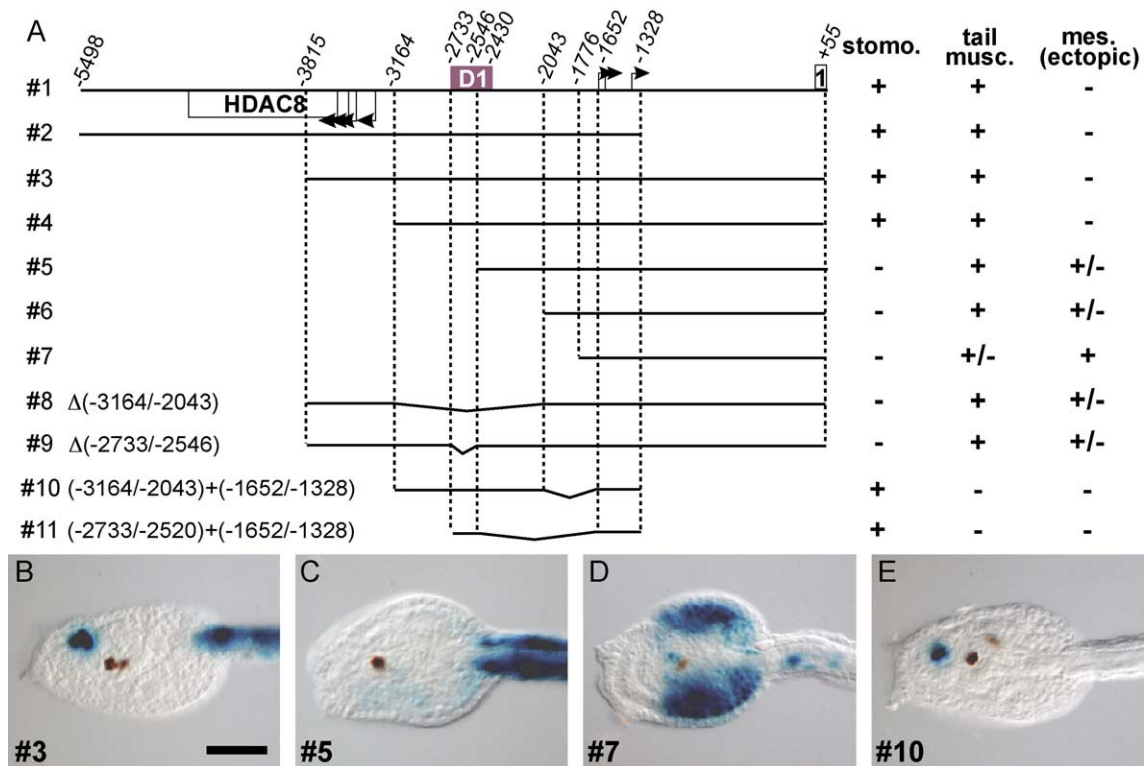 A
-5498
-3815
-3164
-2733
-2546
-2430
-2043
-1776
-1652
-1328
+55
stomo.
tail musc.
mes. (ectopic)
#1 HDAC8 D1 1 + + -
#2 + + -
#3 + + -
#4 + + -
#5 - + +/-
#6 - + +/-
#7 - +/- +
#8 Δ(-3164/-2043) - + +/-
#9 Δ(-2733/-2546) - + +/-
#10 (-3164/-2043)+(-1652/-1328) + - -
#11 (-2733/-2520)+(-1652/-1328) + - -
B
#3
C
#5
D
#7
E
#10